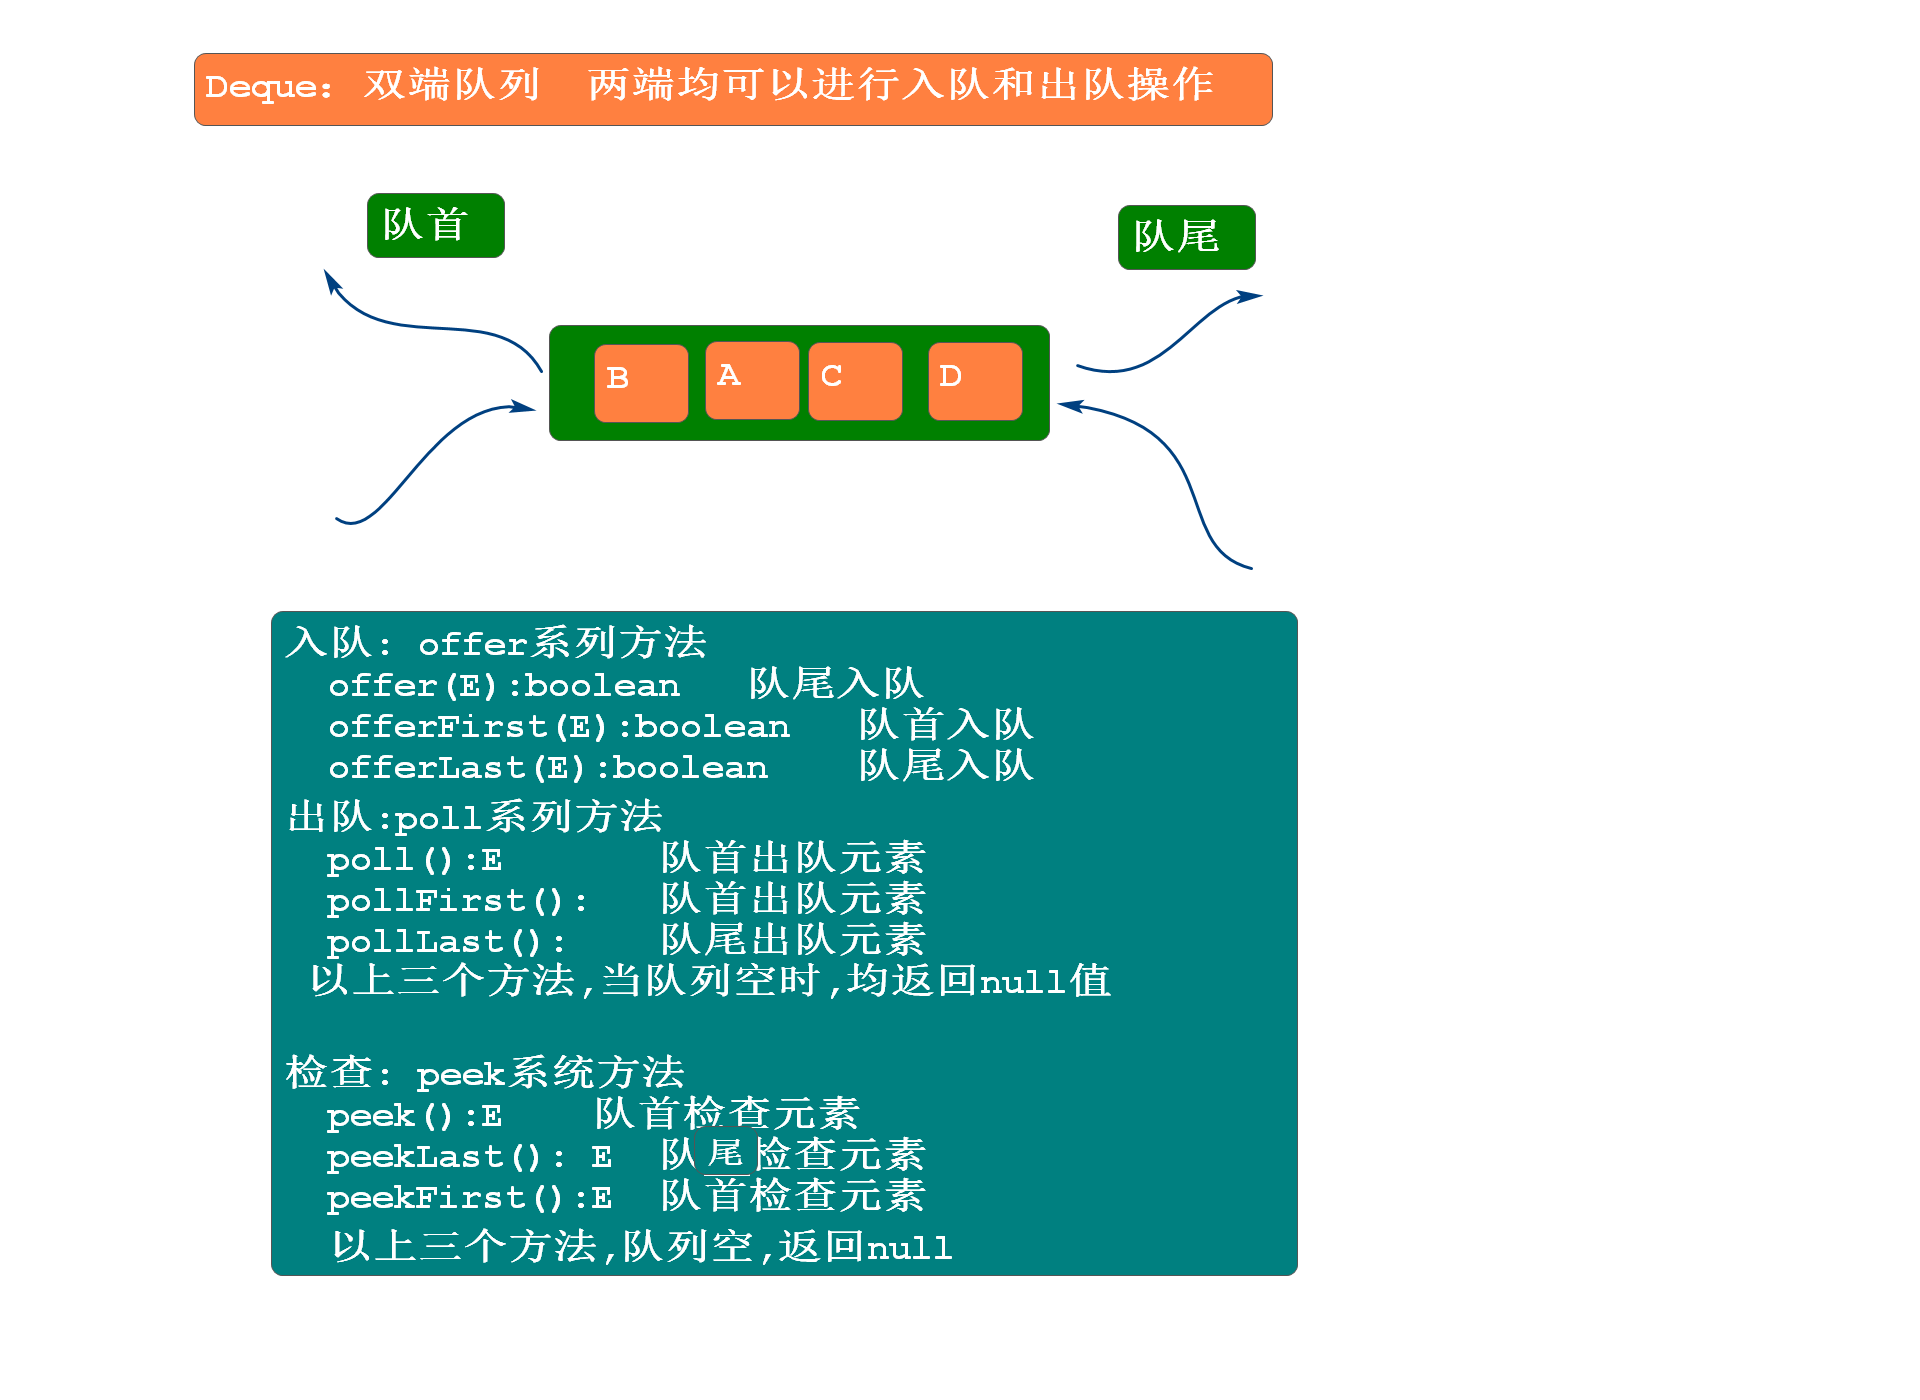 Deque: 双端队列 两端均可以进行入队和出队操作
队首
队尾
B A C D
入队: offer系列方法
offer(E):boolean 队尾入队
offerFirst(E):boolean 队首入队
offerLast(E):boolean 队尾入队
出队:poll系列方法
poll():E 队首出队元素
pollFirst(): 队首出队元素
pollLast(): 队尾出队元素
以上三个方法,当队列空时,均返回null值
检查: peek系统方法
peek():E 队首检查元素
peekLast(): E 队尾检查元素
peekFirst():E 队首检查元素
以上三个方法,队列空,返回null